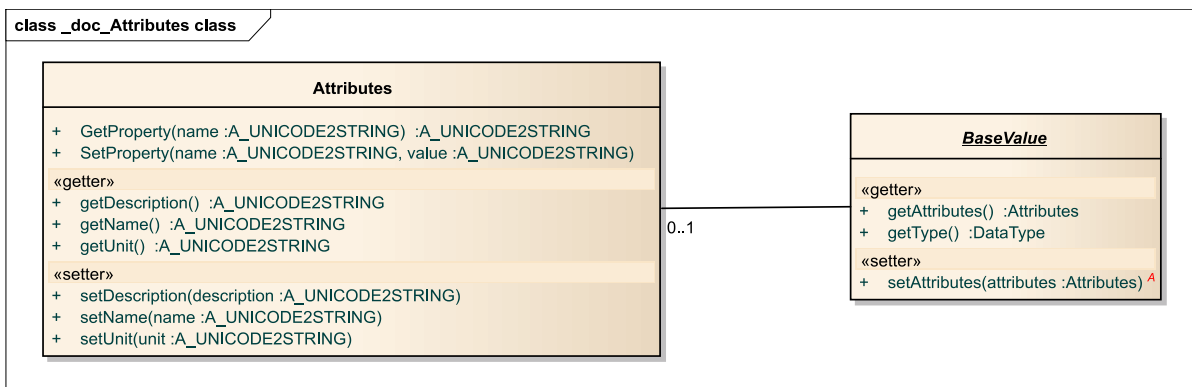 class _doc_Attributes class
Attributes
+ GetProperty(name :A_UNICODE2STRING) :A_UNICODE2STRING
+ SetProperty(name :A_UNICODE2STRING, value :A_UNICODE2STRING)
«getter»
+ getDescription() :A_UNICODE2STRING
+ getName() :A_UNICODE2STRING
+ getUnit() :A_UNICODE2STRING
«setter»
+ setDescription(description :A_UNICODE2STRING)
+ setName(name :A_UNICODE2STRING)
+ setUnit(unit :A_UNICODE2STRING)
0..1
BaseValue
«getter»
+ getAttributes() :Attributes
+ getType() :DataType
«setter»
+ setAttributes(attributes :Attributes) A